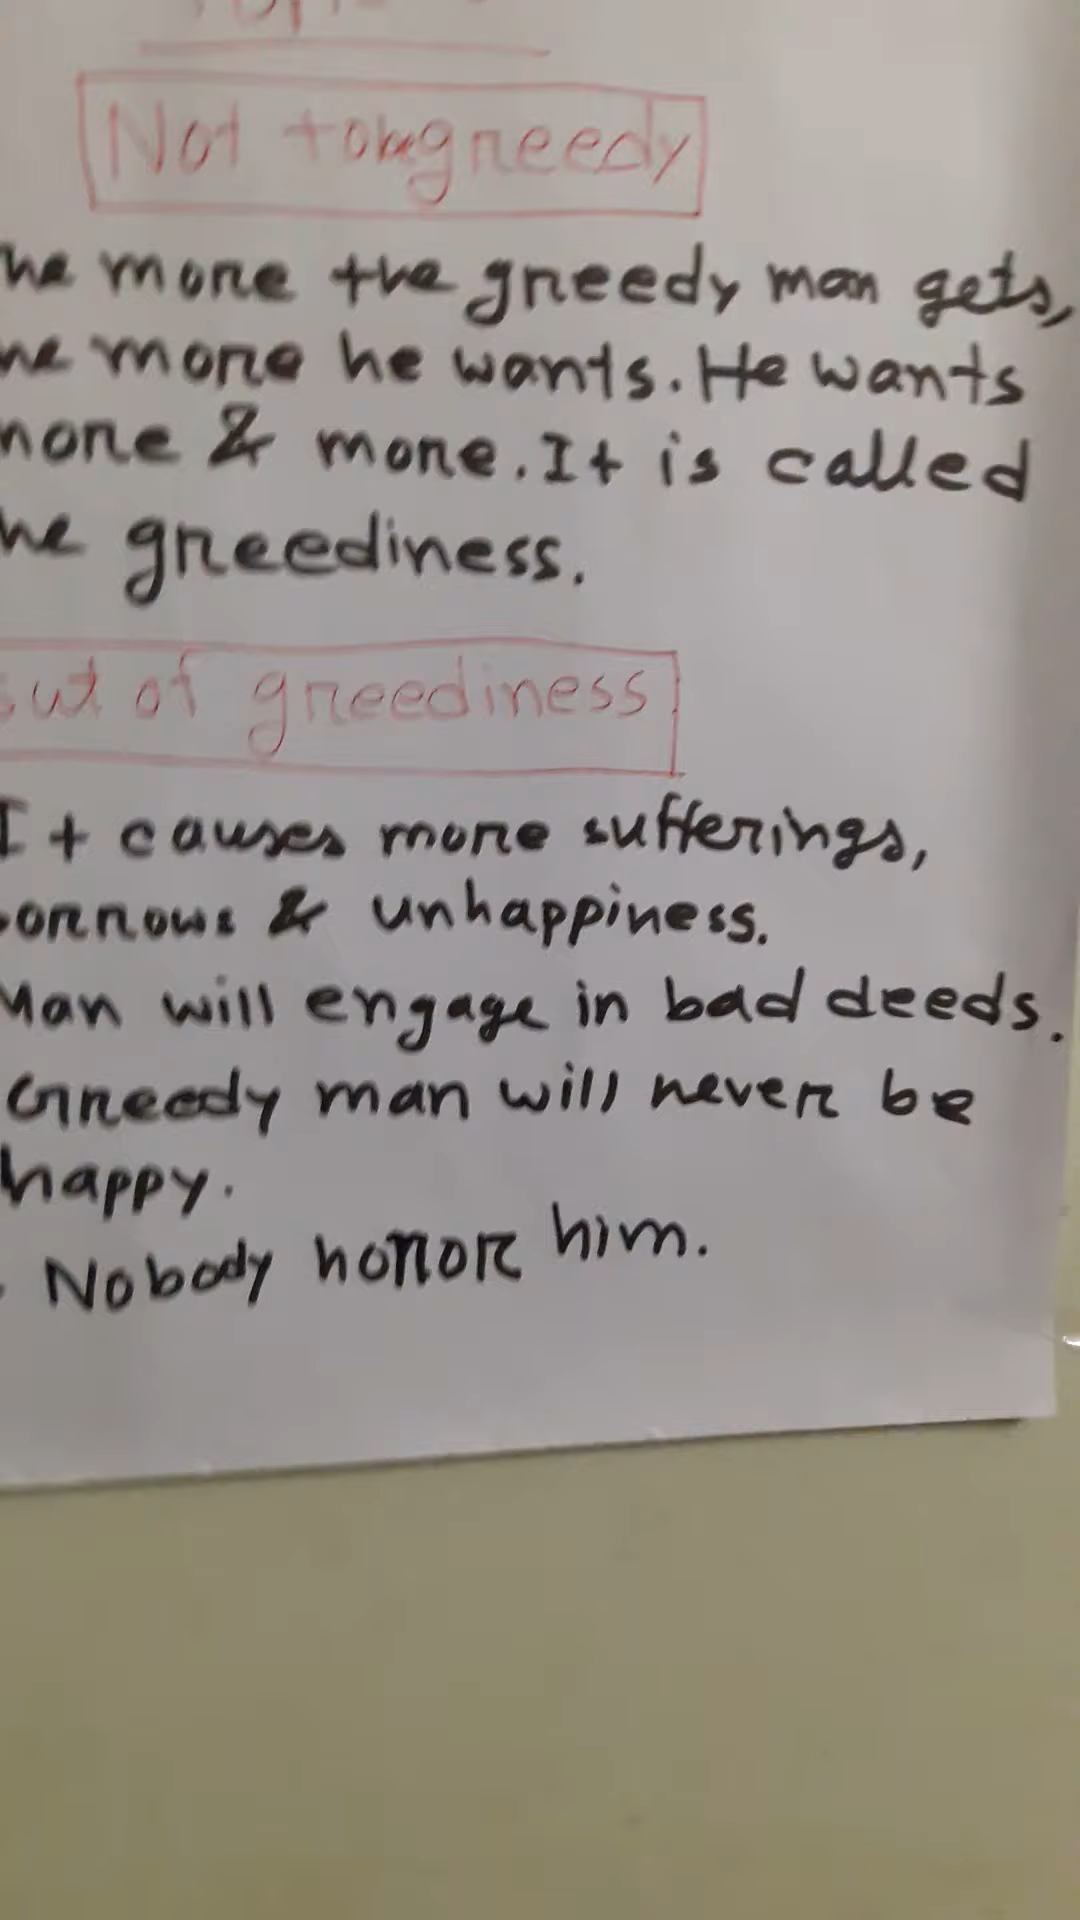 Not to be greedy
he more the greedy man gets,
he more he wants. He wants
more & more. It is called
he greediness.
out of greediness
It causes more sufferings,
sorrows & unhappiness.
Man will engage in bad deeds.
Greedy man will never be
happy.
Nobody honor him.